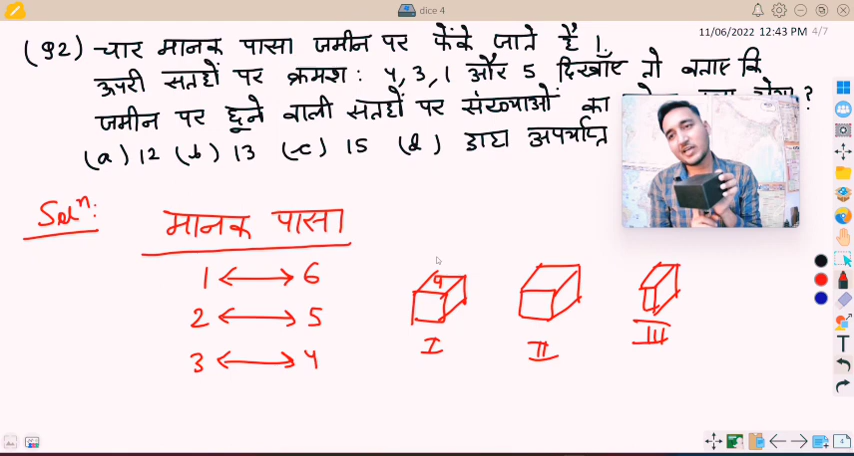 dice 4
11/06/2022 12:43 PM 4/7
(92) चार मानक पासा जमीन पर फेंके जाते हैं ।
ऊपरी सतहों पर क्रमश: 4, 3, 1 और 5 दिखाएँ तो बताए कि
जमीन पर छूने वाली सतहों पर संख्याओं का ?
(a) 12 (b) 13 (c) 15 (d) डाटा अपर्याप्त
Solⁿ:
मानक पासा
1 ↔ 6
2 ↔ 5
3 ↔ 4
4
I II III
T
4